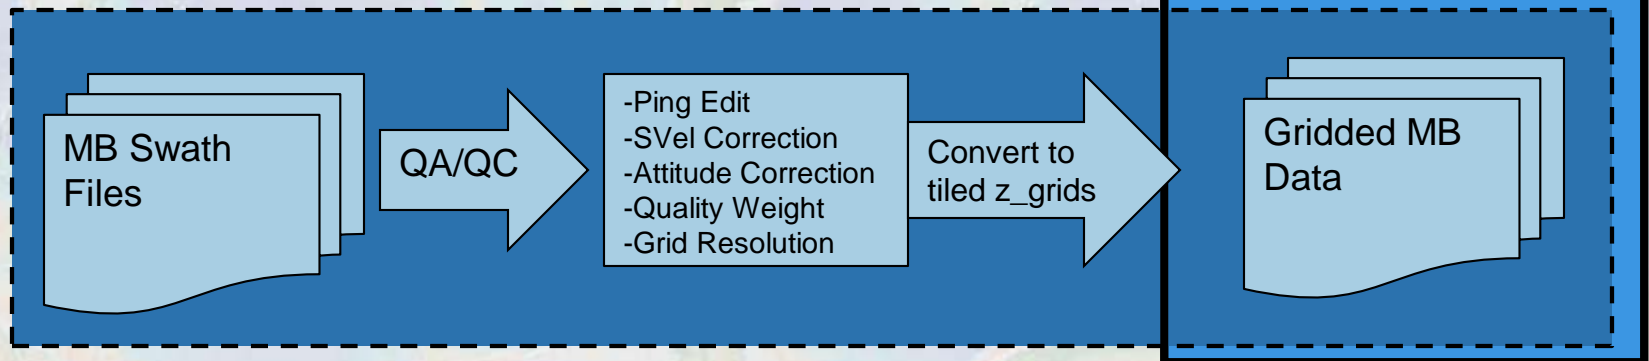 MB Swath
Files
QA/QC
-Ping Edit
-SVel Correction
-Attitude Correction
-Quality Weight
-Grid Resolution
Convert to
tiled z_grids
Gridded MB
Data